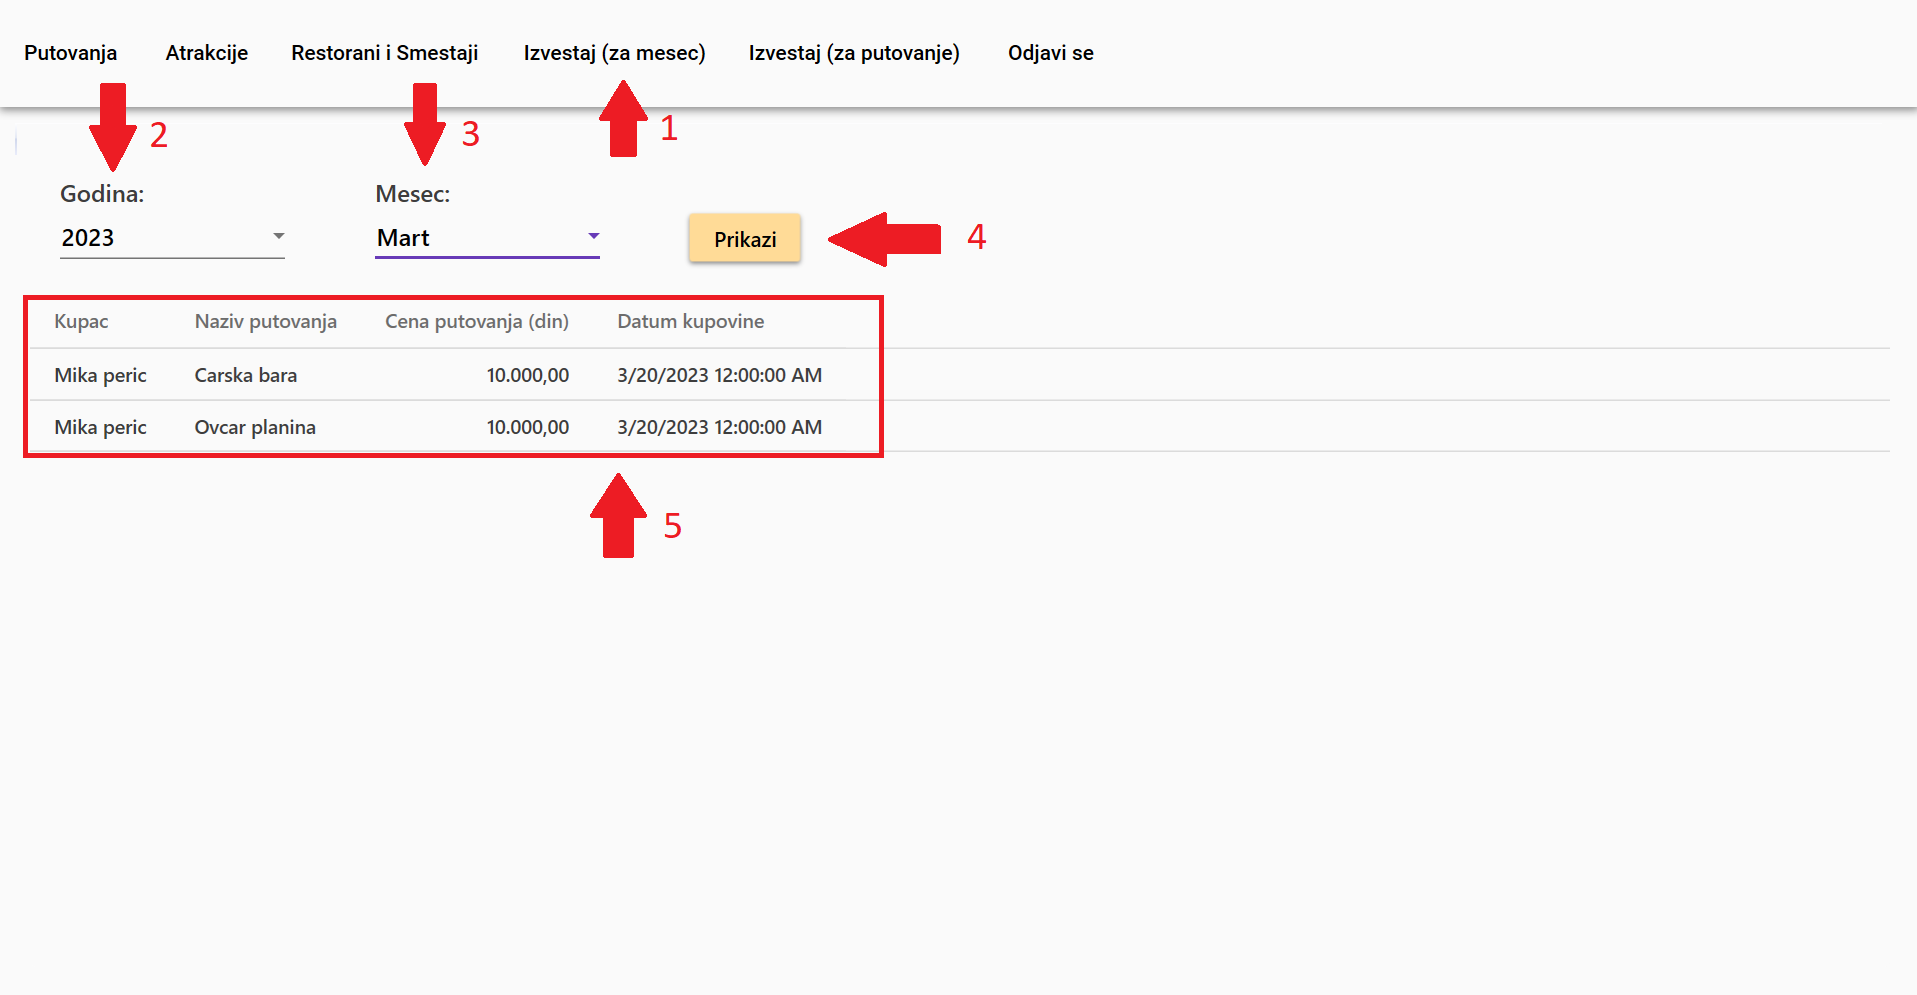 Putovanja Atrakcije Restorani i Smestaji Izvestaj (za mesec) Izvestaj (za putovanje) Odjavi se
2 3 1
Godina: Mesec:
2023 Mart Prikazi 4
Kupac Naziv putovanja Cena putovanja (din) Datum kupovine
Mika peric Carska bara 10.000,00 3/20/2023 12:00:00 AM
Mika peric Ovcar planina 10.000,00 3/20/2023 12:00:00 AM
5